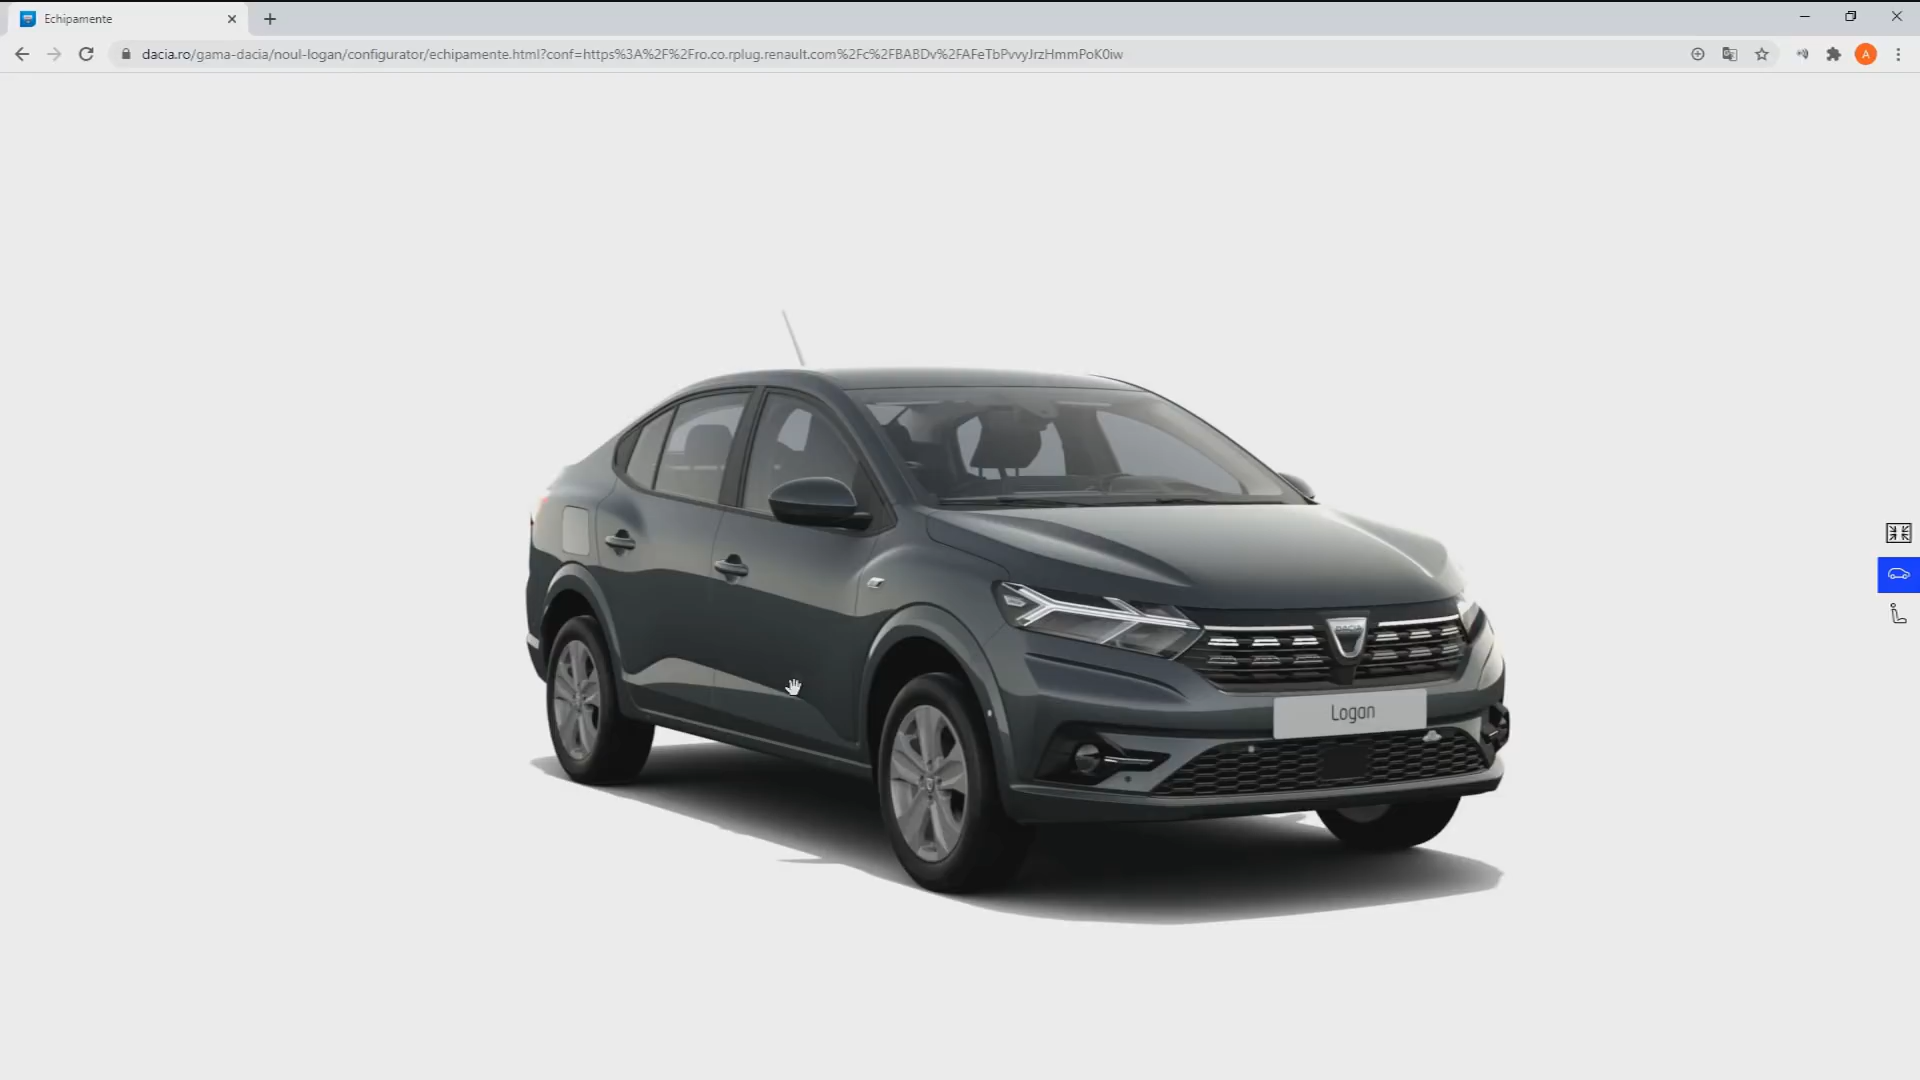 Echipamente
dacia.ro/gama-dacia/noul-logan/configurator/echipamente.html?conf=https%3A%2F%2Fro.co.rplug.renault.com%2Fc%2FBABDv%2FAFeTbPvvyJrzHmmPoK0iw
A
DACIA
Logan